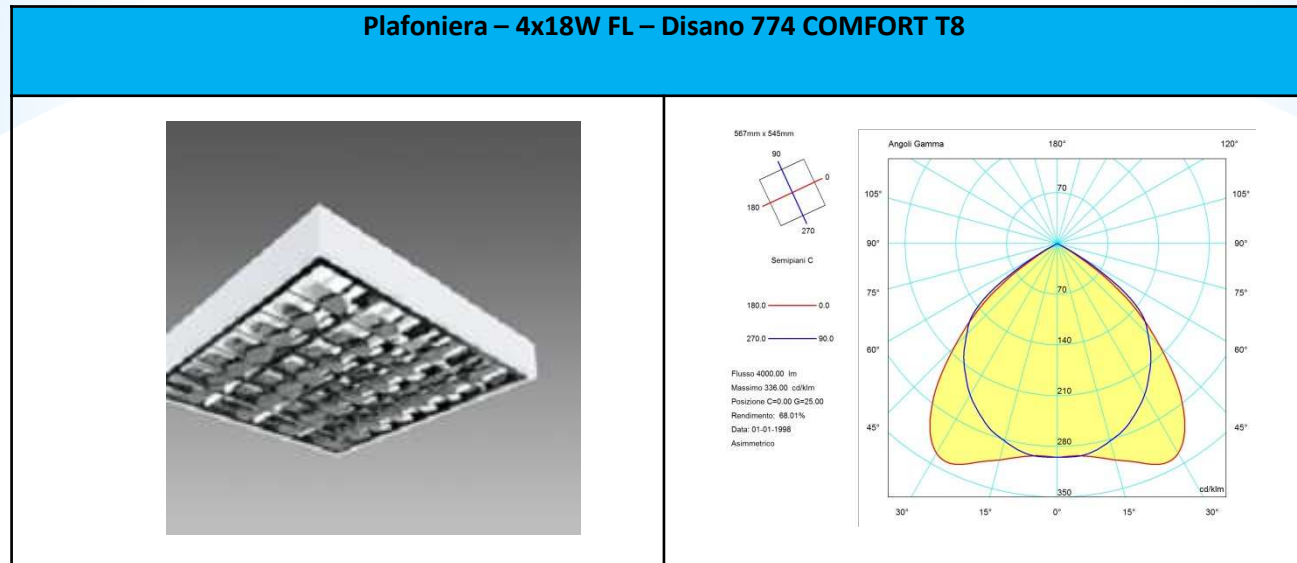 Plafoniera – 4x18W FL – Disano 774 COMFORT T8
567mm x 545mm
90
0
180
270
Semipiani C
180.0 0.0
270.0 90.0
Flusso 4000.00 lm
Massimo 336.00 cd/klm
Posizione C=0.00 G=25.00
Rendimento: 68.01%
Data: 01-01-1998
Asimmetrico
Angoli Gamma 180° 120°
70
105° 105°
90° 90°
70
75° 75°
140
60° 60°
210
45° 45°
280
350 cd/klm
30° 15° 0° 15° 30°